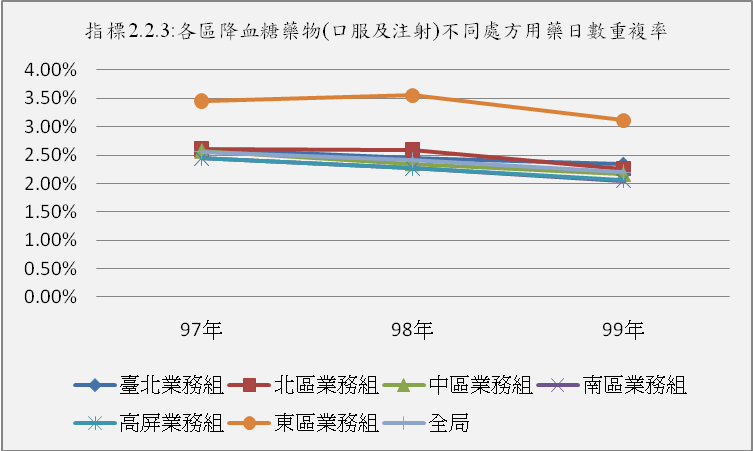 指標2.2.3:各區降血糖藥物(口服及注射)不同處方用藥日數重複率
4.00%
3.50%
3.00%
2.50%
2.00%
1.50%
1.00%
0.50%
0.00%
97年 98年 99年
臺北業務組 北區業務組 中區業務組 南區業務組
高屏業務組 東區業務組 全局